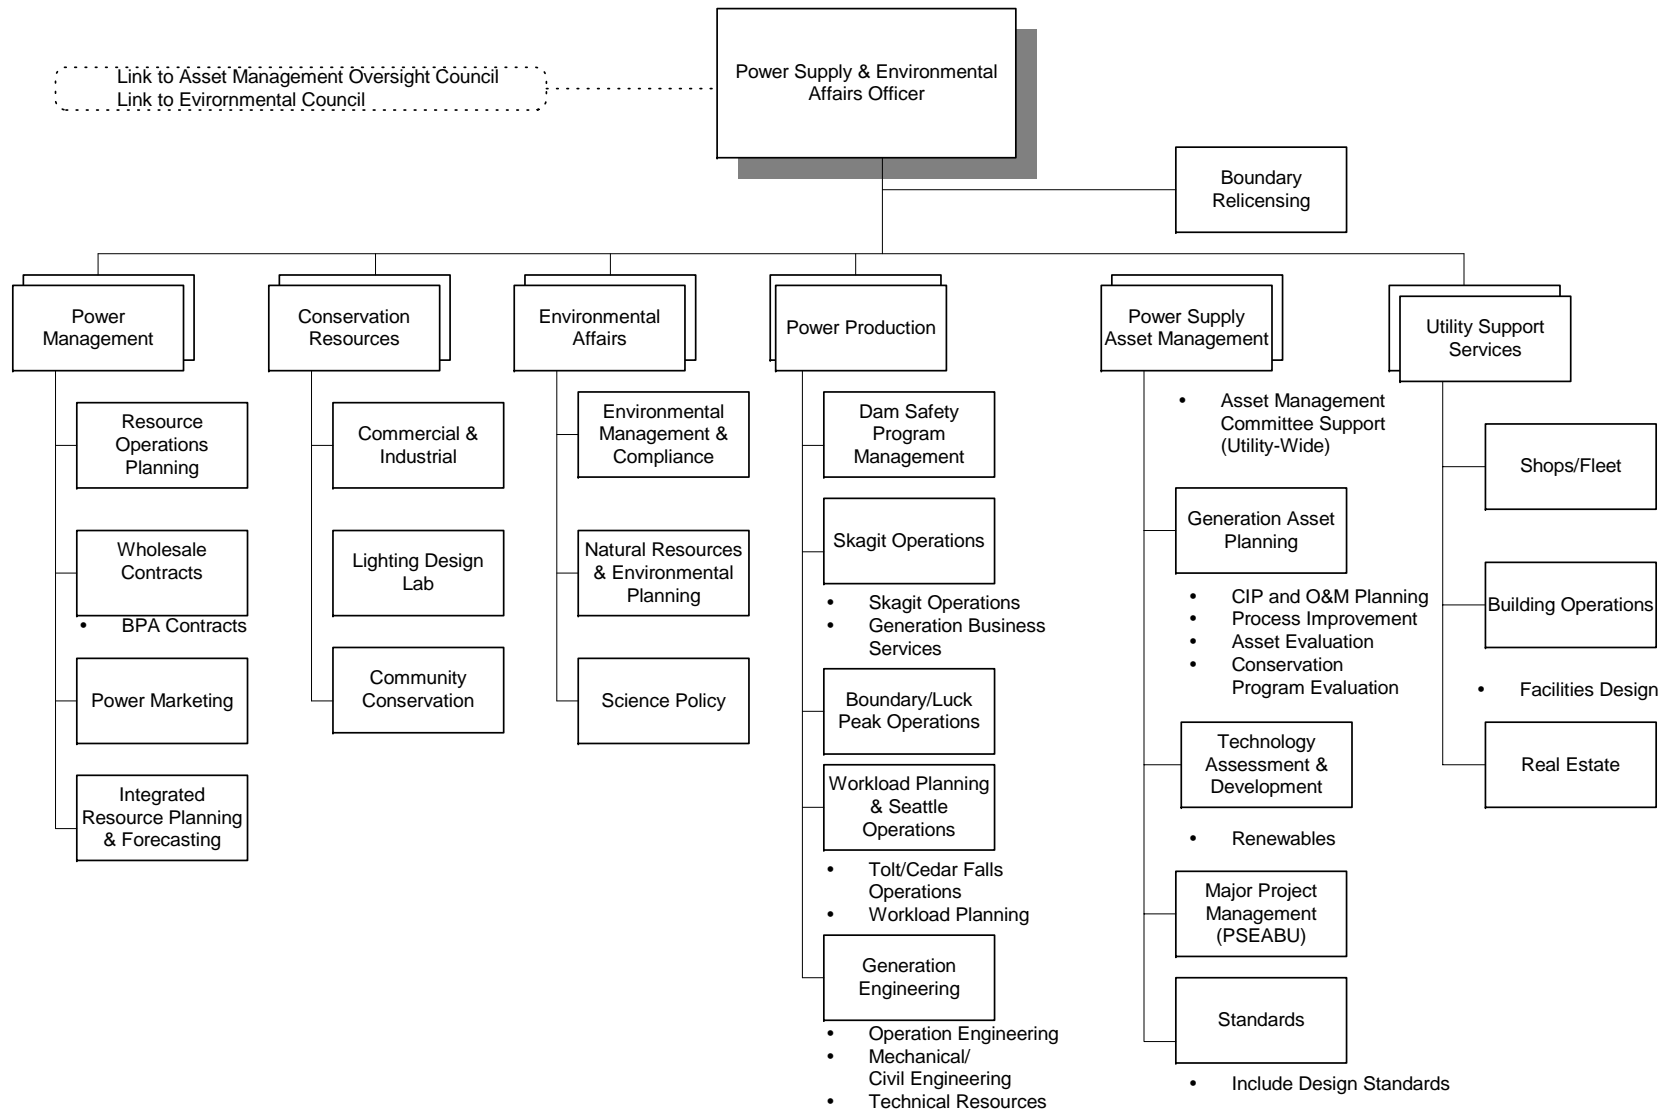 Link to Asset Management Oversight Council
Link to Evirornmental Council
Power Supply & Environmental
Affairs Officer
Boundary
Relicensing
Power
Management
Resource
Operations
Planning
Wholesale
Contracts
• BPA Contracts
Power Marketing
Integrated
Resource Planning
& Forecasting
Conservation
Resources
Commercial &
Industrial
Lighting Design
Lab
Community
Conservation
Environmental
Affairs
Environmental
Management &
Compliance
Natural Resources
& Environmental
Planning
Science Policy
Power Production
Dam Safety
Program
Management
Skagit Operations
• Skagit Operations
• Generation Business
Services
Boundary/Luck
Peak Operations
Workload Planning
& Seattle
Operations
• Tolt/Cedar Falls
Operations
• Workload Planning
Generation
Engineering
• Operation Engineering
• Mechanical/
Civil Engineering
• Technical Resources
Power Supply
Asset Management
• Asset Management
Committee Support
(Utility-Wide)
Generation Asset
Planning
• CIP and O&M Planning
• Process Improvement
• Asset Evaluation
• Conservation
Program Evaluation
Technology
Assessment &
Development
• Renewables
Major Project
Management
(PSEABU)
Standards
• Include Design Standards
Utility Support
Services
Shops/Fleet
Building Operations
• Facilities Design
Real Estate